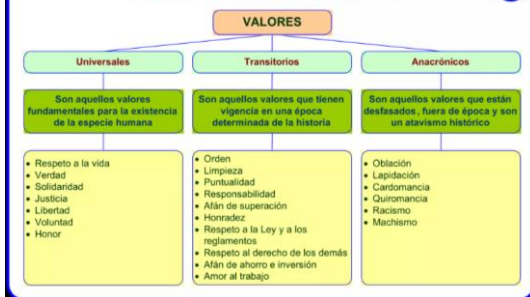 VALORES
Universales
Transitorios
Anacrónicos
Son aquellos valores
fundamentales para la existencia
de la especie humana
Son aquellos valores que tienen
vigencia en una época
determinada de la historia
Son aquellos valores que están
desfasados, fuera de época y son
un atavismo histórico
• Respeto a la vida
• Verdad
• Solidaridad
• Justicia
• Libertad
• Voluntad
• Honor
• Orden
• Limpieza
• Puntualidad
• Responsabilidad
• Afán de superación
• Honradez
• Respeto a la Ley y a los
reglamentos
• Respeto al derecho de los demás
• Afán de ahorro e inversión
• Amor al trabajo
• Oblación
• Lapidación
• Cardomancia
• Quiromancia
• Racismo
• Machismo